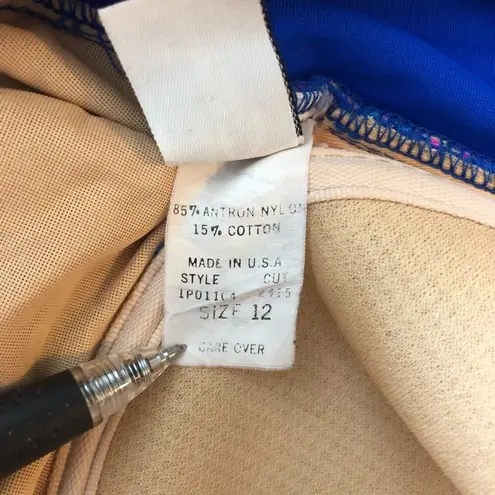 85% ANTRON NYLON
15% COTTON
MADE IN U.S.A
STYLE CUT
SIZE 12
CARE OVER